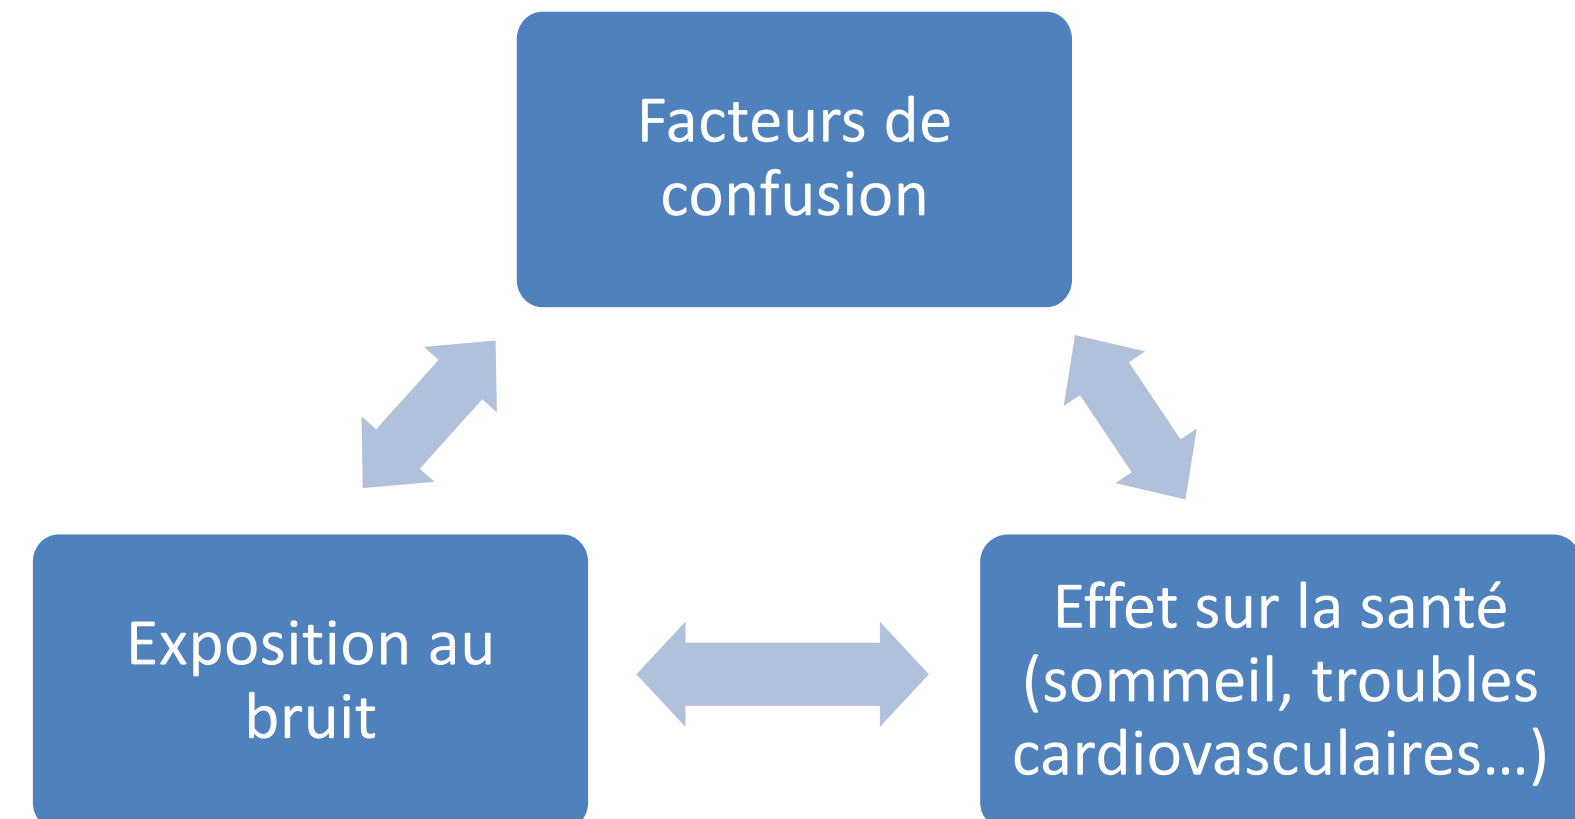 Facteurs de
confusion
Exposition au
bruit
Effet sur la santé
(sommeil, troubles
cardiovasculaires…)